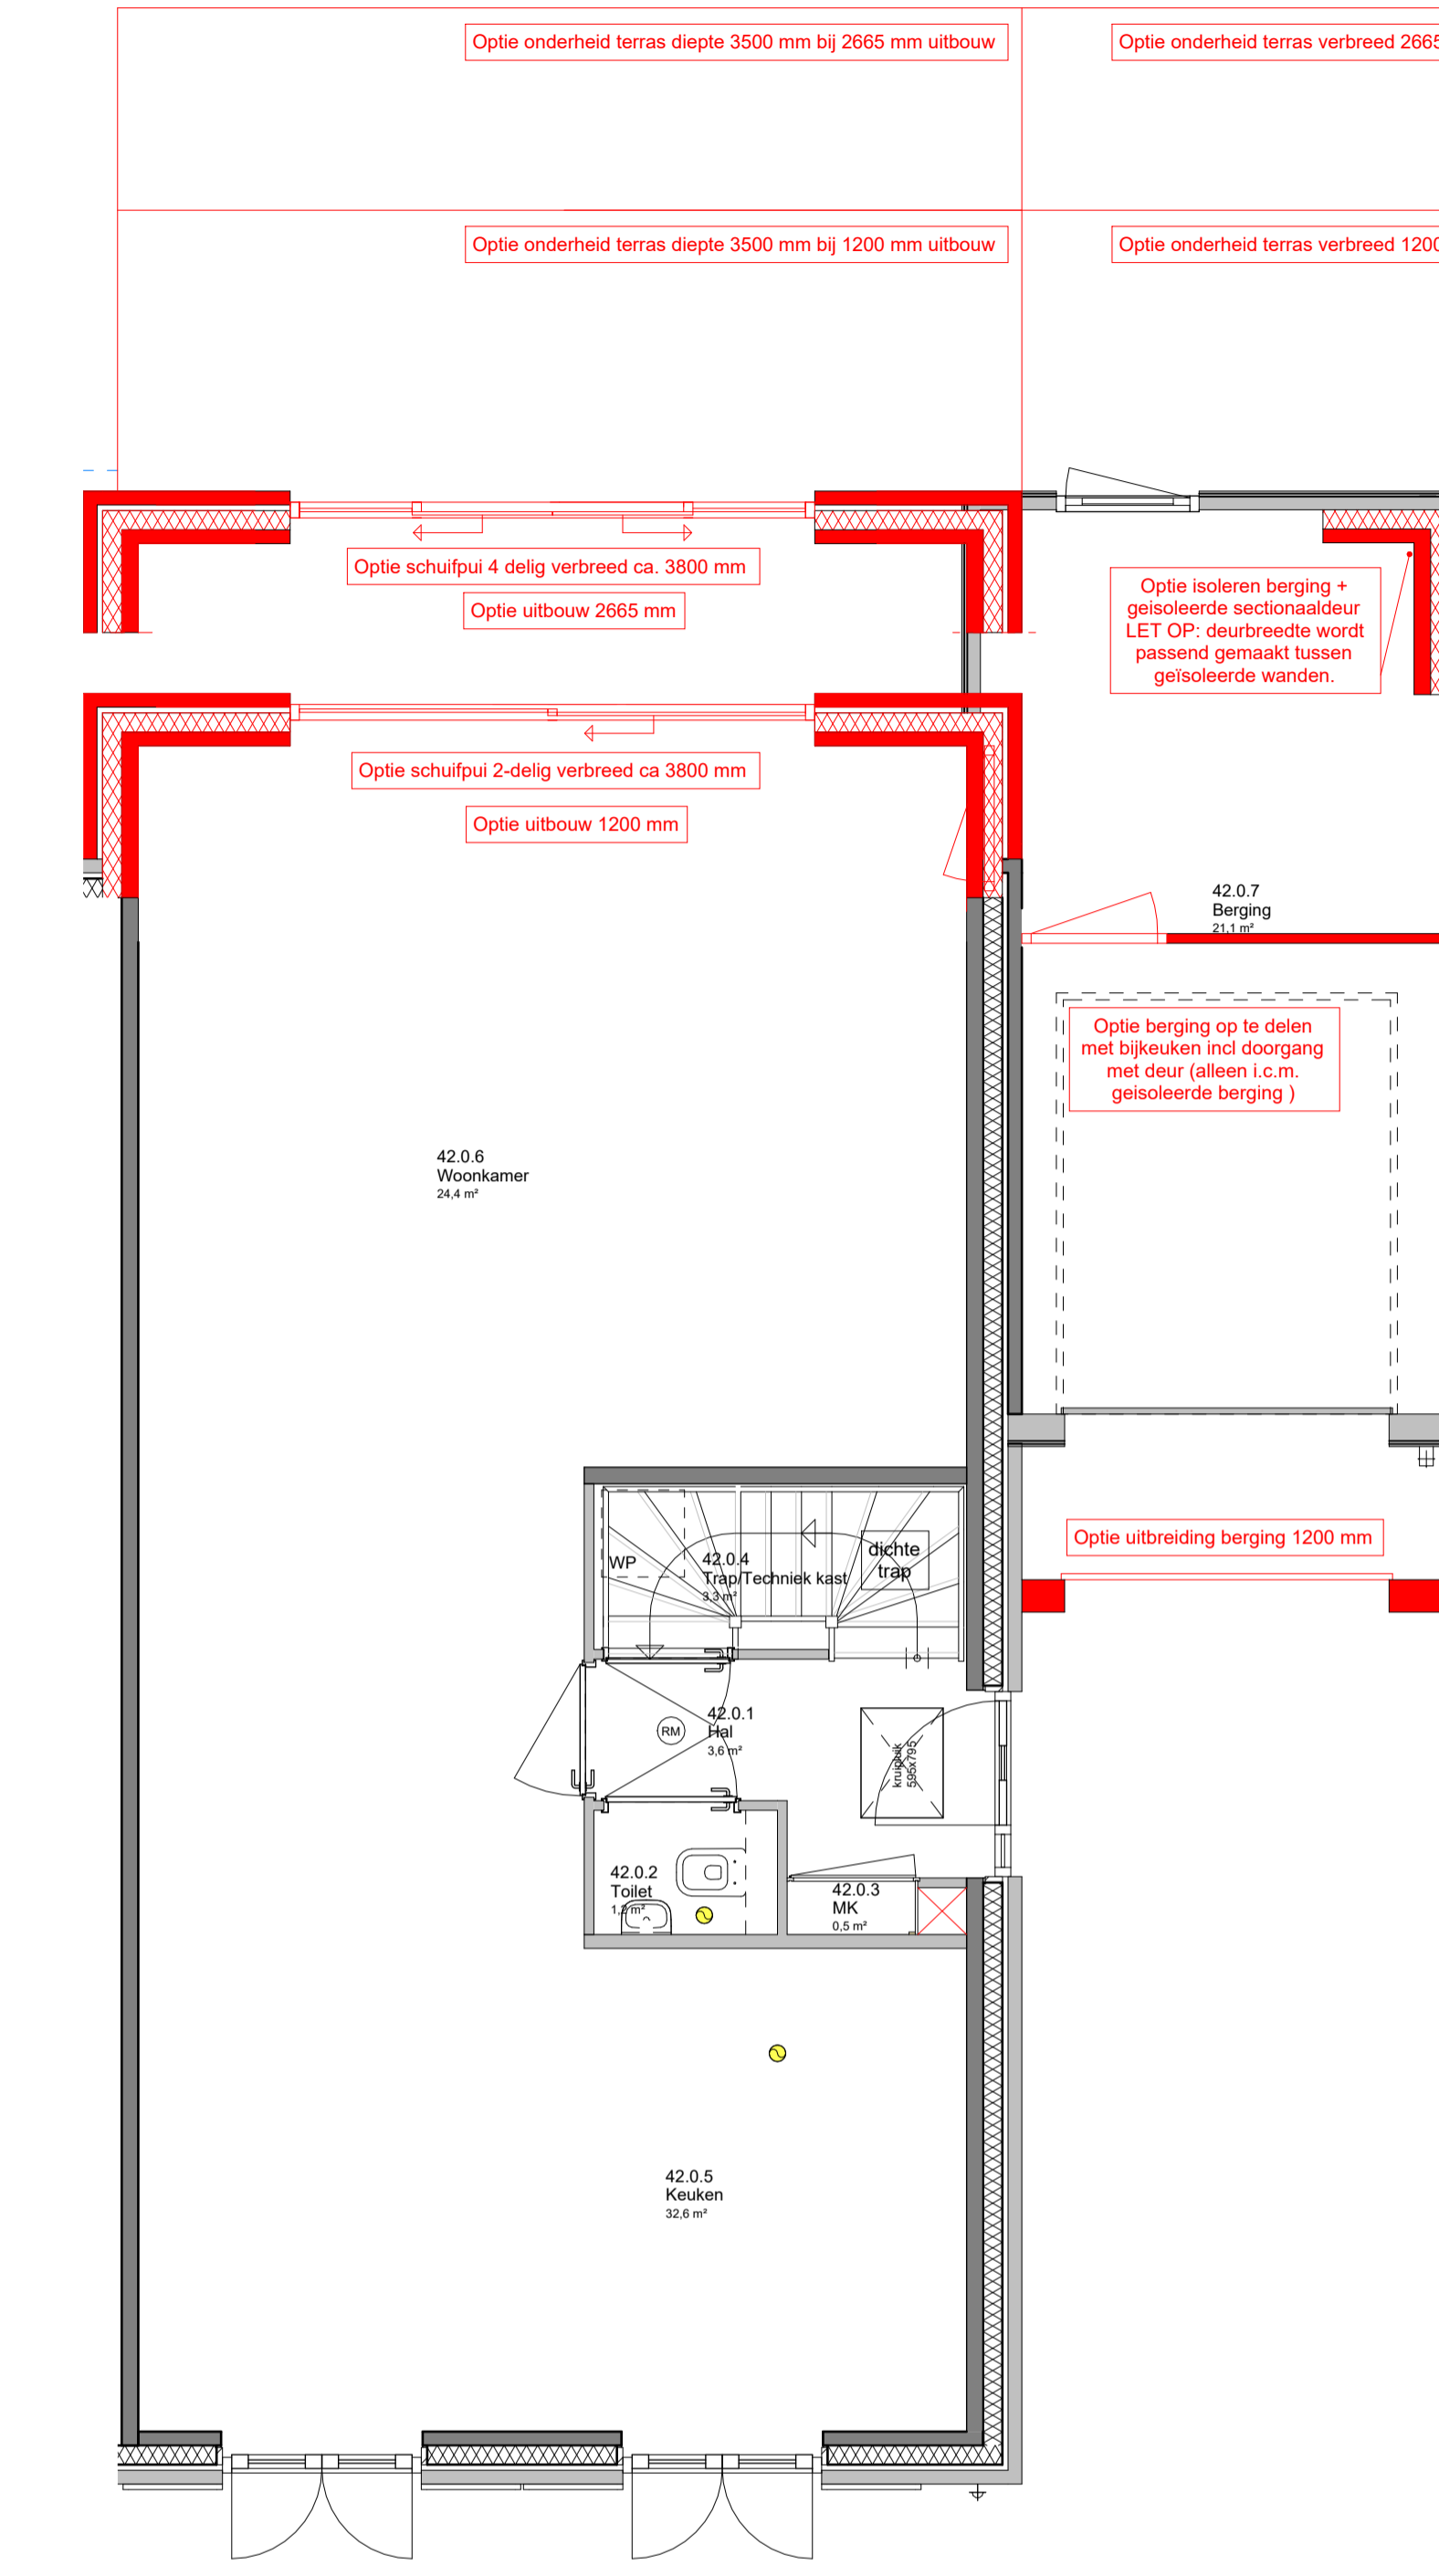 Optie onderheid terras diepte 3500 mm bij 2665 mm uitbouw
Optie onderheid terras verbreed 2665
Optie onderheid terras diepte 3500 mm bij 1200 mm uitbouw
Optie onderheid terras verbreed 1200
Optie schuifpui 4 delig verbreed ca. 3800 mm
Optie uitbouw 2665 mm
Optie isoleren berging +
geisoleerde sectionaaldeur
LET OP: deurbreedte wordt
passend gemaakt tussen
geïsoleerde wanden.
Optie schuifpui 2-delig verbreed ca 3800 mm
Optie uitbouw 1200 mm
42.0.7
Berging
21,1 m²
Optie berging op te delen
met bijkeuken incl doorgang
met deur (alleen i.c.m.
geisoleerde berging )
42.0.6
Woonkamer
24,4 m²
Optie uitbreiding berging 1200 mm
WP
42.0.4
Trap/Techniek kast
3,3 m²
dichte
trap
42.0.1
Hal
3,6 m²
RM
kruipluik
595x795
42.0.2
Toilet
1,2 m²
42.0.3
MK
0,5 m²
42.0.5
Keuken
32,6 m²